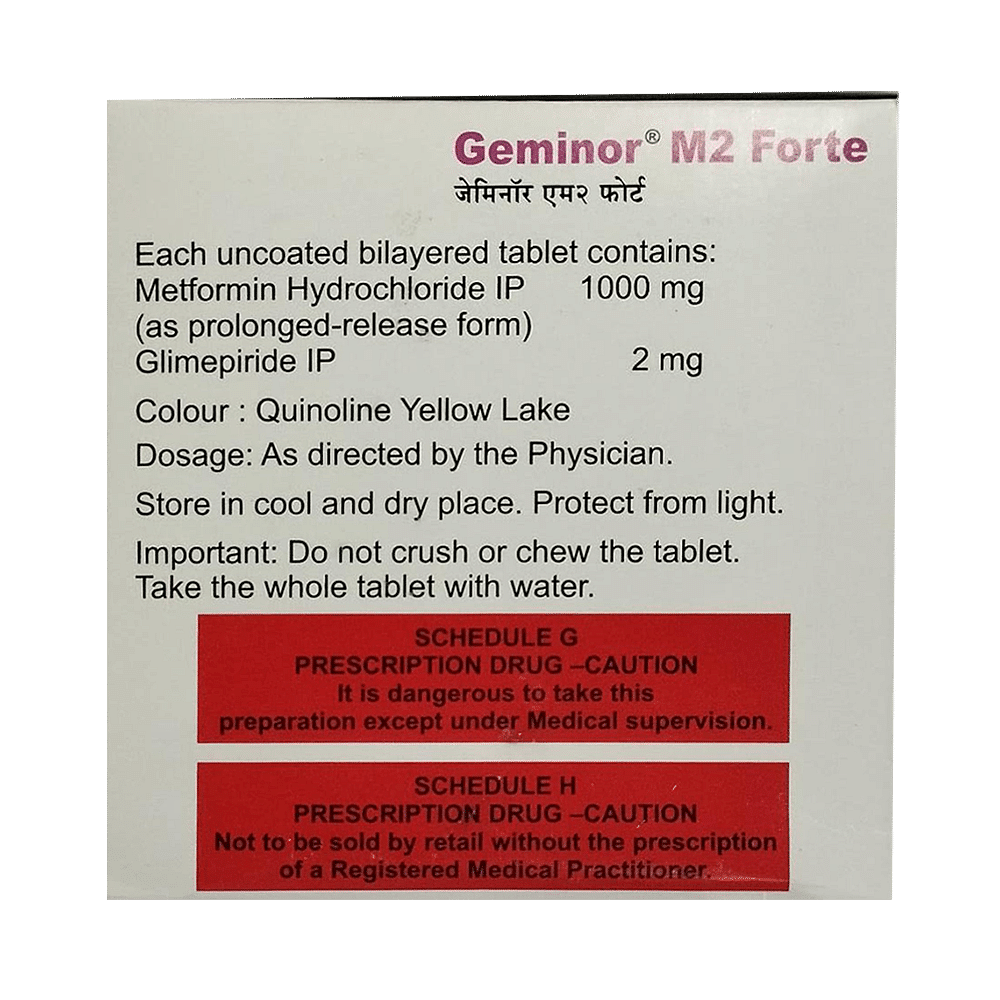 Geminor® M2 Forte
जेमिनॉर एम२ फोर्ट
Each uncoated bilayered tablet contains:
Metformin Hydrochloride IP 1000 mg
(as prolonged-release form)
Glimepiride IP 2 mg
Colour : Quinoline Yellow Lake
Dosage: As directed by the Physician.
Store in cool and dry place. Protect from light.
Important: Do not crush or chew the tablet.
Take the whole tablet with water.
SCHEDULE G
PRESCRIPTION DRUG –CAUTION
It is dangerous to take this
preparation except under Medical supervision.
SCHEDULE H
PRESCRIPTION DRUG –CAUTION
Not to be sold by retail without the prescription
of a Registered Medical Practitioner.